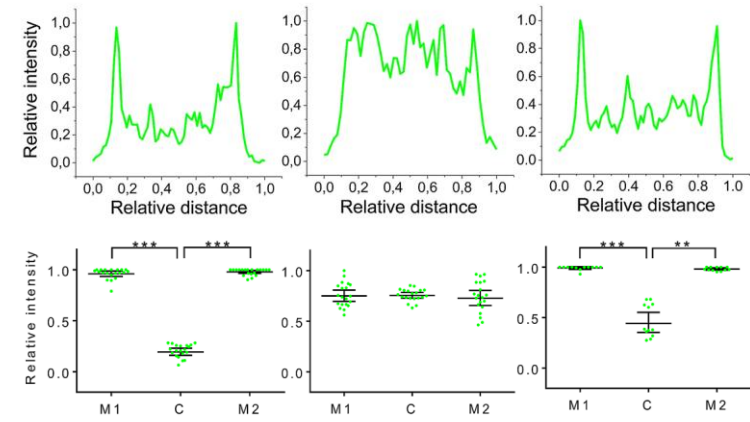 Relative intensity
1,0
0,8
0,6
0,4
0,2
0,0
0,0 0,2 0,4 0,6 0,8 1,0
Relative distance
1.0
0.8
0.6
0.4
0.2
0.0
0,0 0,2 0,4 0,6 0,8 1,0
Relative distance
1.0
0.8
0.6
0.4
0.2
0.0
0.0 0.2 0.4 0.6 0.8 1.0
Relative distance
Relative intensity
1.0
0.5
0.0
*** ***
M1 C M2
1.0
0.5
0.0
M1 C M2
1.0
0.5
0.0
*** **
M1 C M2